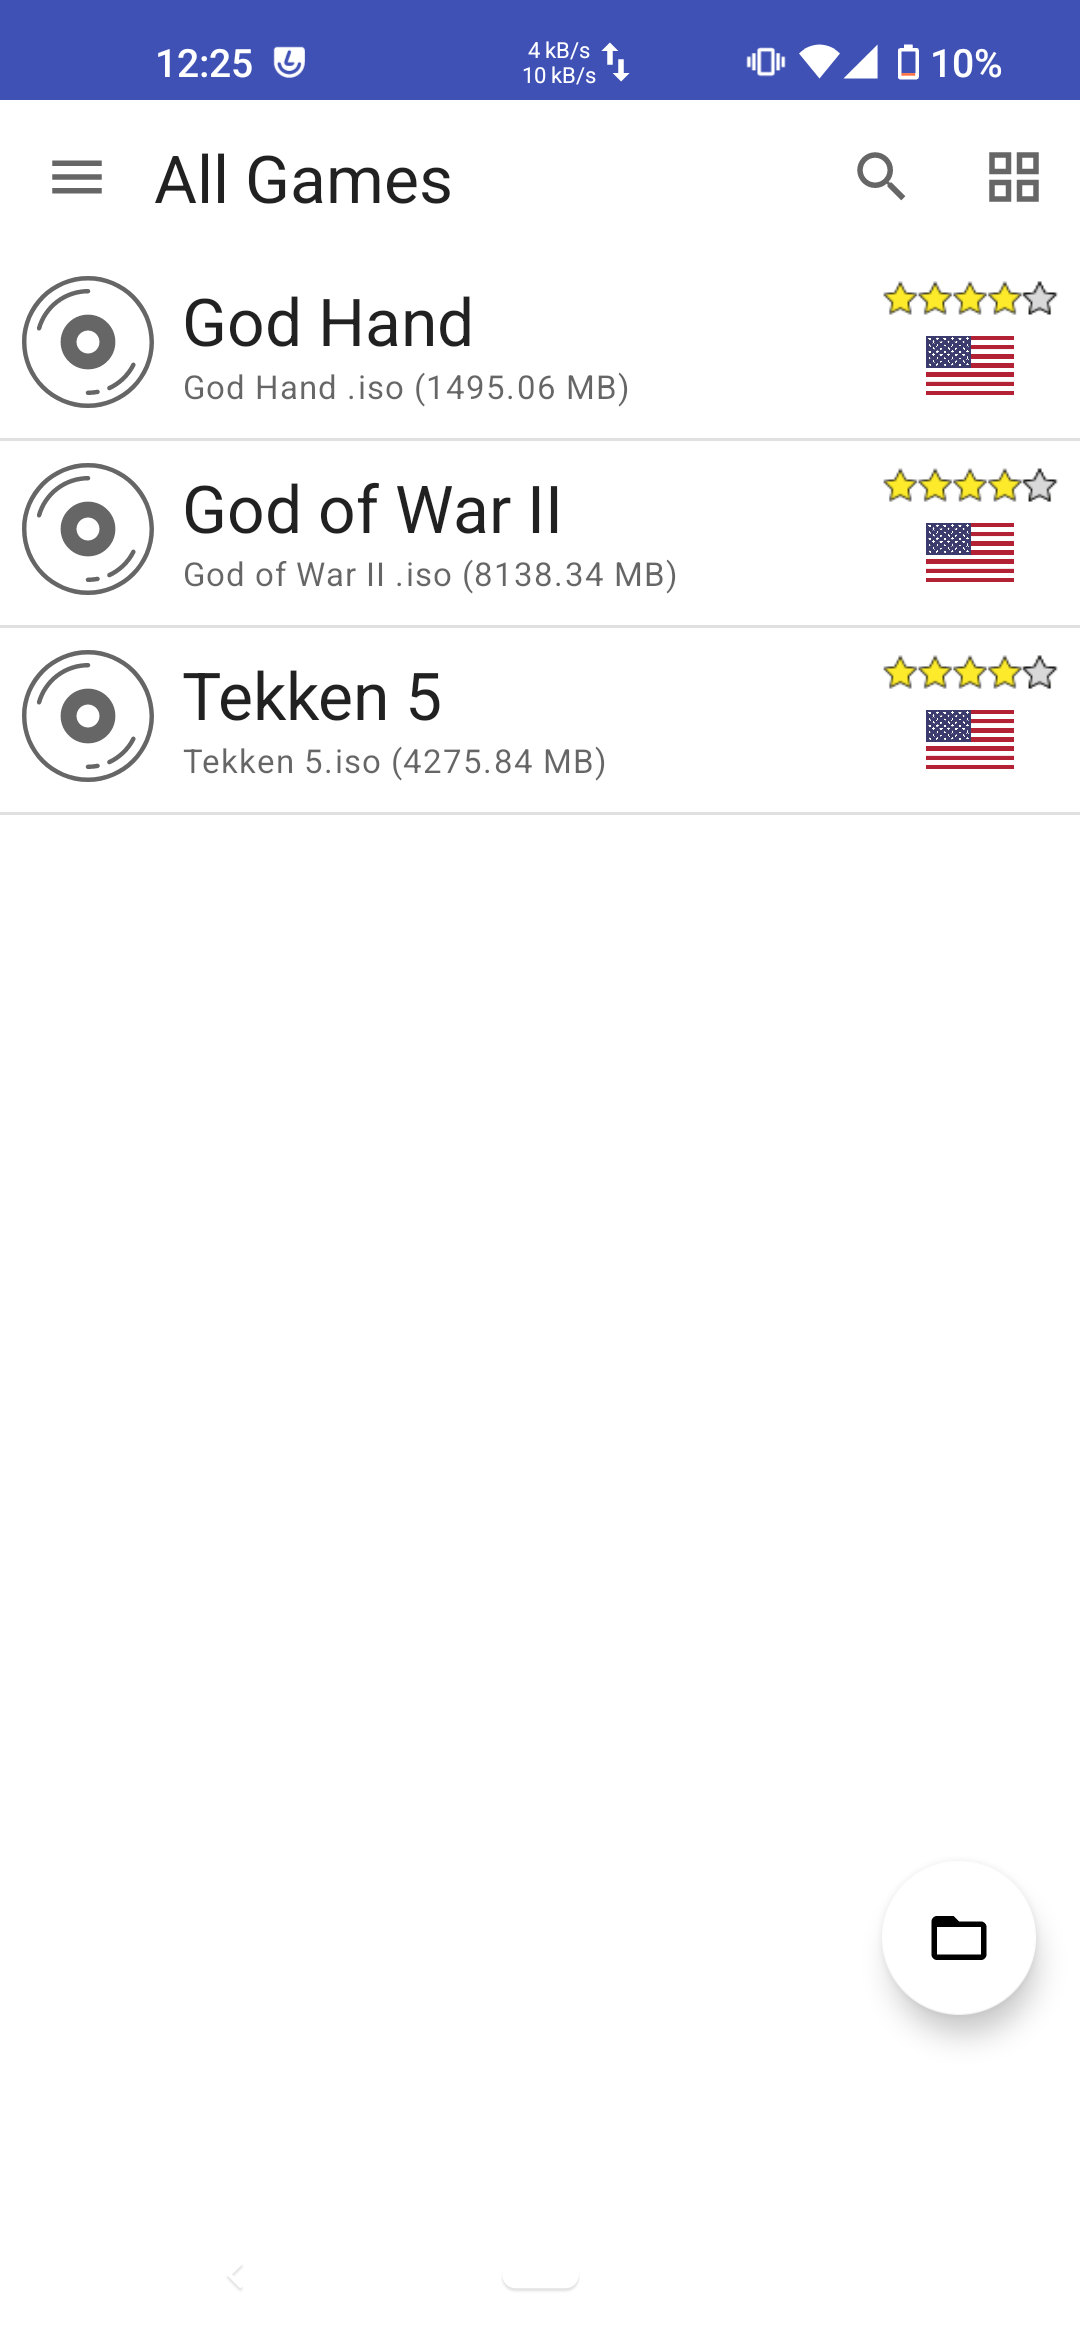 12:25
4 kB/s
10 kB/s
10%
All Games
God Hand
God Hand .iso (1495.06 MB)
God of War II
God of War II .iso (8138.34 MB)
Tekken 5
Tekken 5.iso (4275.84 MB)